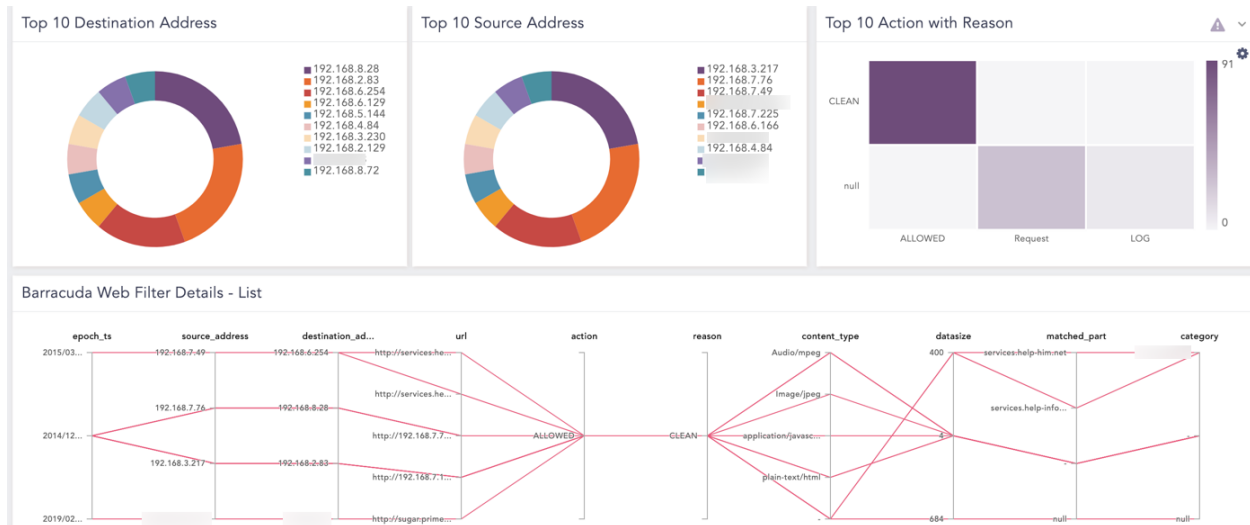 Top 10 Destination Address
192.168.8.28
192.168.2.83
192.168.6.254
192.168.6.129
192.168.5.144
192.168.4.84
192.168.3.230
192.168.2.129
192.168.8.72
Top 10 Source Address
192.168.3.217
192.168.7.76
192.168.7.49
192.168.7.225
192.168.6.166
192.168.4.84
Top 10 Action with Reason
91
CLEAN
null
0
ALLOWED Request LOG
Barracuda Web Filter Details - List
epoch_ts source_address destination_ad... url action reason content_type datasize matched_part category
2015/03... 192.168.7.49 192.168.6.254 http://services.he... Audio/mpeg 400 services.help-him.net
http://services.he... Image/jpeg
192.168.7.76 192.168.8.28 services.help-info...
2014/12... http://192.168.7.7... ALLOWED CLEAN application/javasc... 4 - -
192.168.3.217 192.168.2.83
http://192.168.7.1... plain-text/html
2019/02... http://sugarprime... - 684 null null